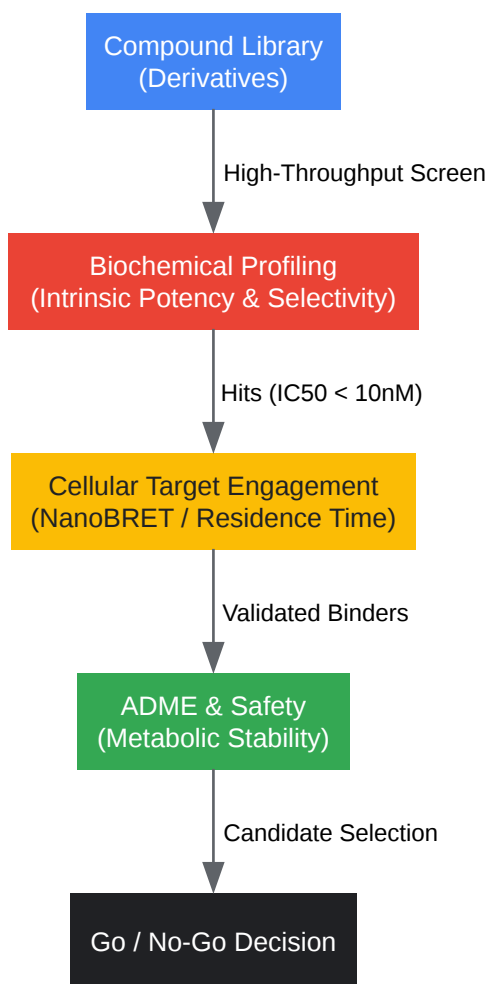 Compound Library
(Derivatives)
High-Throughput Screen
Biochemical Profiling
(Intrinsic Potency & Selectivity)
Hits (IC50 < 10nM)
Cellular Target Engagement
(NanoBRET / Residence Time)
Validated Binders
ADME & Safety
(Metabolic Stability)
Candidate Selection
Go / No-Go Decision